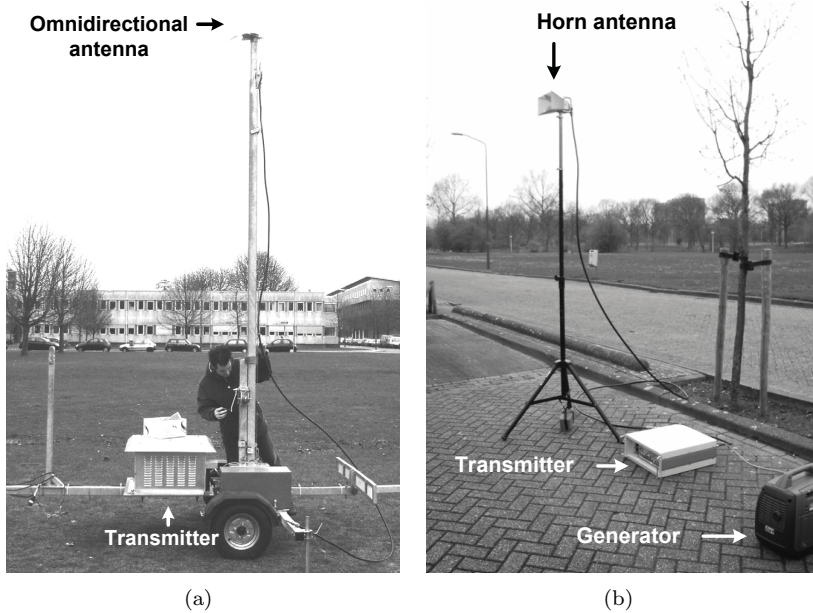 Omnidirectional
antenna
Transmitter
(a)
Horn antenna
Transmitter
Generator
(b)